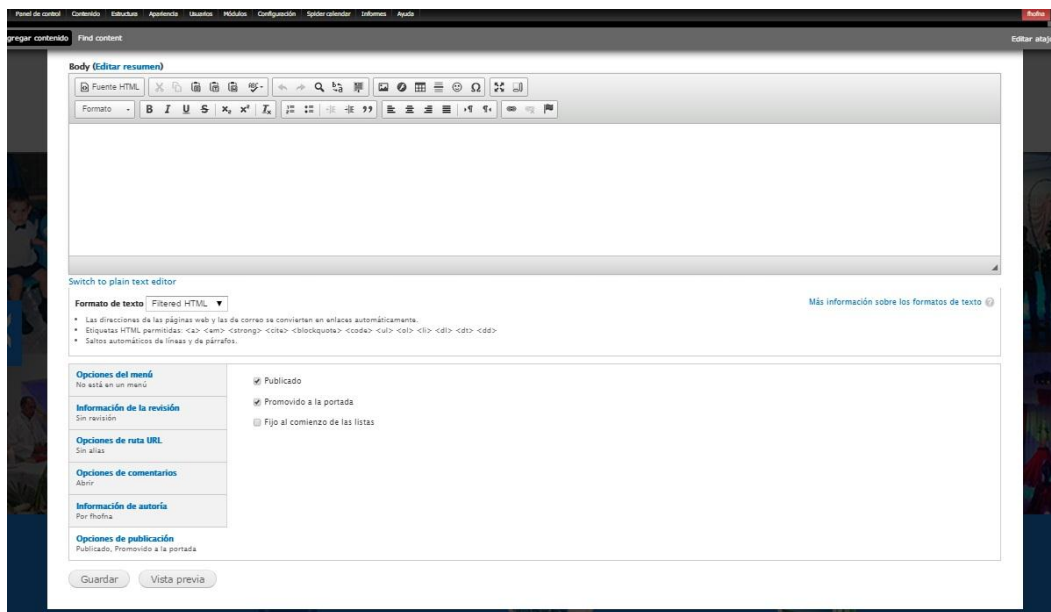 Panel de control Contenido Estructura Apariencia Usuarios Módulos Configuración Spider calendar Informes Ayuda fhofna
gregar contenido Find content Editar ataj
Body (Editar resumen)
Fuente HTML
Formato B I U S x₂ x² Tx
Switch to plain text editor
Formato de texto Filtered HTML ▼ Más información sobre los formatos de texto
• Las direcciones de las páginas web y las de correo se convierten en enlaces automáticamente.
• Etiquetas HTML permitidas: <a> <em> <strong> <cite> <blockquote> <code> <ul> <ol> <li> <dl> <dt> <dd>
• Saltos automáticos de líneas y de párrafos.
Opciones del menú
No está en un menú
Información de la revisión
Sin revisión
Opciones de ruta URL
Sin alias
Opciones de comentarios
Abrir
Información de autoría
Por fhofna
Opciones de publicación
Publicado, Promovido a la portada
Publicado
Promovido a la portada
Fijo al comienzo de las listas
Guardar Vista previa